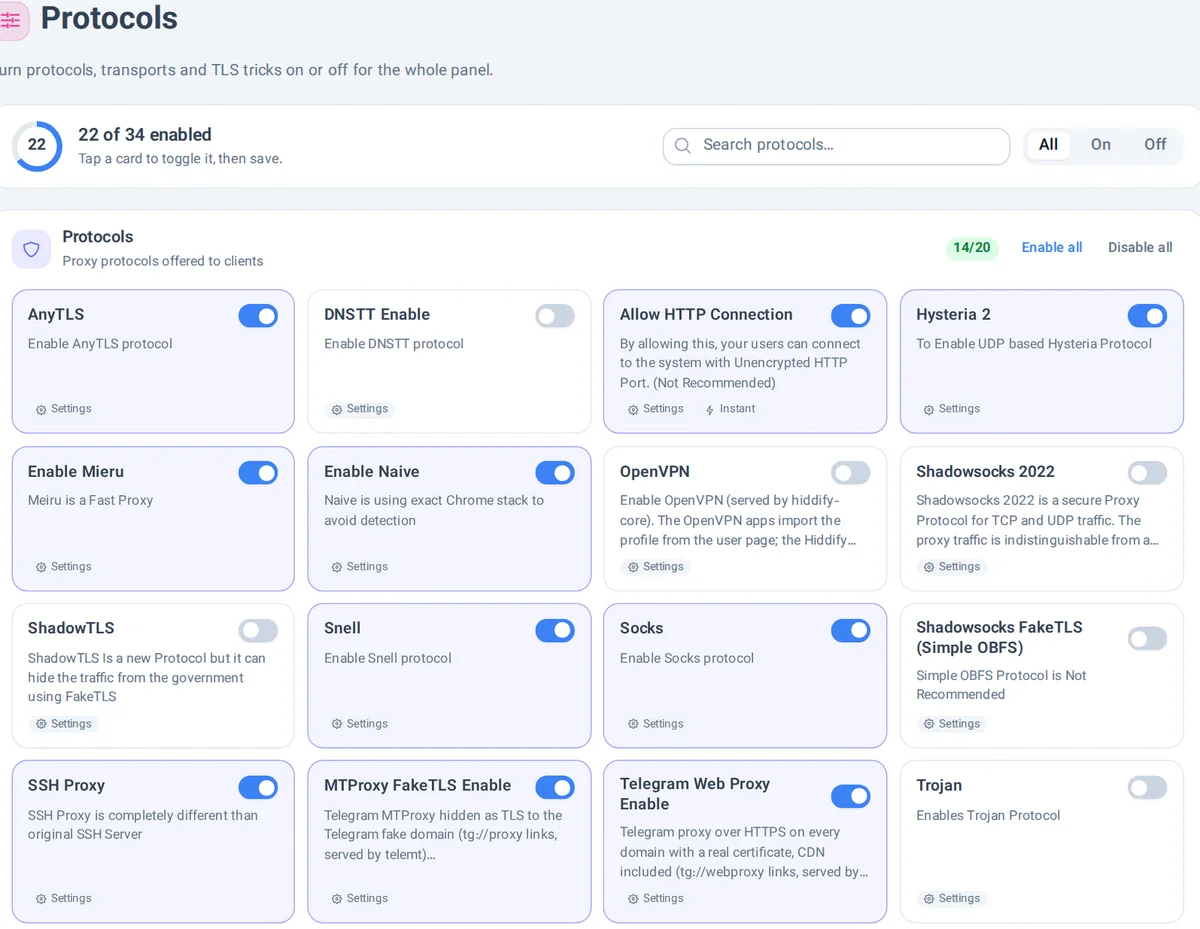 Protocols
urn protocols, transports and TLS tricks on or off for the whole panel.
22
22 of 34 enabled
Tap a card to toggle it, then save.
Search protocols...
All
On
Off
Protocols
Proxy protocols offered to clients
14/20
Enable all
Disable all
AnyTLS
Enable AnyTLS protocol
Settings
DNSTT Enable
Enable DNSTT protocol
Settings
Allow HTTP Connection
By allowing this, your users can connect
to the system with Unencrypted HTTP
Port. (Not Recommended)
Settings
Instant
Hysteria 2
To Enable UDP based Hysteria Protocol
Settings
Enable Mieru
Meiru is a Fast Proxy
Settings
Enable Naive
Naive is using exact Chrome stack to
avoid detection
Settings
OpenVPN
Enable OpenVPN (served by hiddify-
core). The OpenVPN apps import the
profile from the user page; the Hiddify...
Settings
Shadowsocks 2022
Shadowsocks 2022 is a secure Proxy
Protocol for TCP and UDP traffic. The
proxy traffic is indistinguishable from a...
Settings
ShadowTLS
ShadowTLS Is a new Protocol but it can
hide the traffic from the government
using FakeTLS
Settings
Snell
Enable Snell protocol
Settings
Socks
Enable Socks protocol
Settings
Shadowsocks FakeTLS
(Simple OBFS)
Simple OBFS Protocol is Not
Recommended
Settings
SSH Proxy
SSH Proxy is completely different than
original SSH Server
Settings
MTProxy FakeTLS Enable
Telegram MTProxy hidden as TLS to the
Telegram fake domain (tg://proxy links,
served by telemt)...
Settings
Telegram Web Proxy
Enable
Telegram proxy over HTTPS on every
domain with a real certificate, CDN
included (tg://webproxy links, served by...
Settings
Trojan
Enables Trojan Protocol
Settings